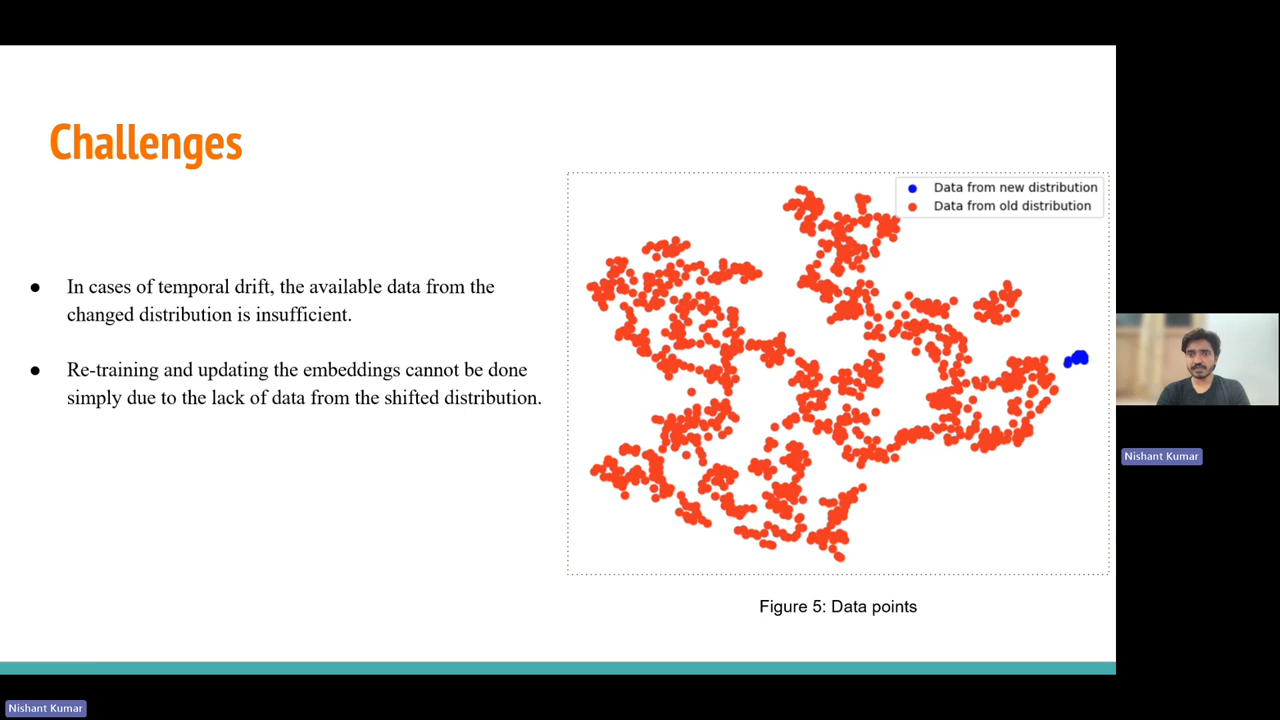 Challenges
● In cases of temporal drift, the available data from the
changed distribution is insufficient.
● Re-training and updating the embeddings cannot be done
simply due to the lack of data from the shifted distribution.
Data from new distribution
Data from old distribution
Figure 5: Data points
Nishant Kumar
Nishant Kumar